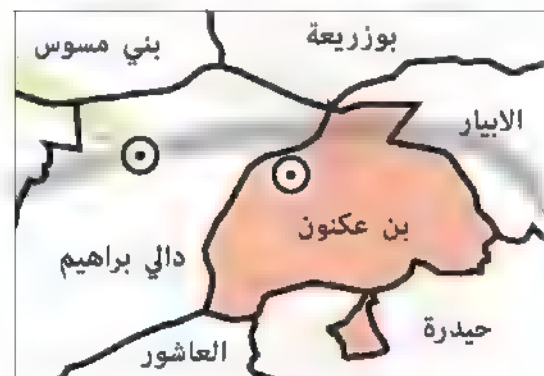 بوزريعة
بني مسوس
الابيار
بن عكنون
دالي براهيم
حيدرة
العاشور